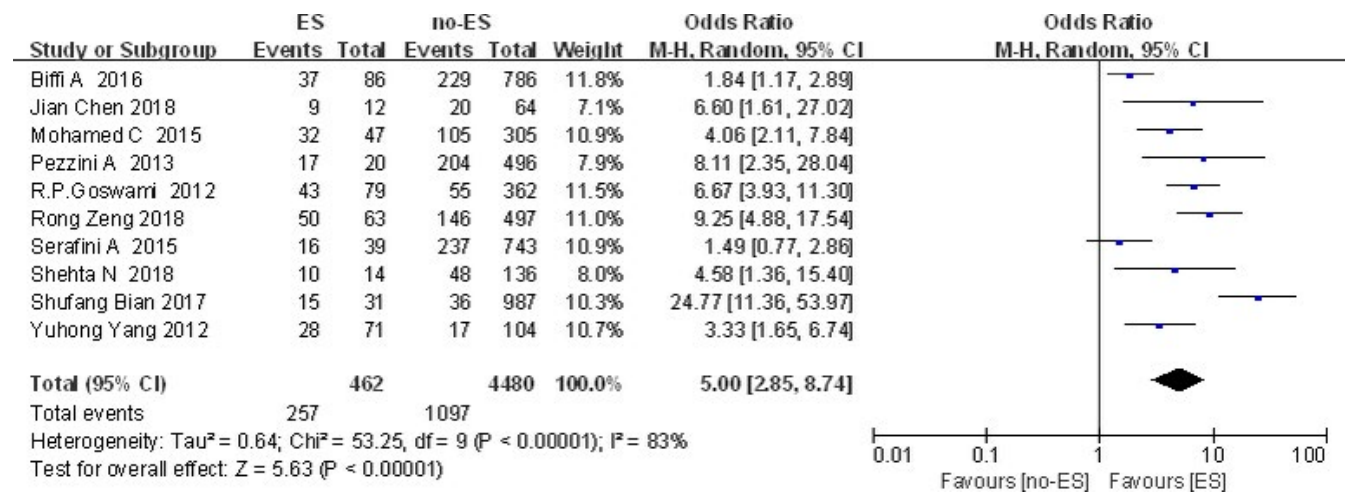 ES no-ES Odds Ratio Odds Ratio
Study or Subgroup Events Total Events Total Weight M-H, Random, 95% CI M-H, Random, 95% CI
Biffi A 2016 37 86 229 786 11.8% 1.84 [1.17, 2.89]
Jian Chen 2018 9 12 20 64 7.1% 6.60 [1.61, 27.02]
Mohamed C 2015 32 47 105 305 10.9% 4.06 [2.11, 7.84]
Pezzini A 2013 17 20 204 496 7.9% 8.11 [2.35, 28.04]
R.P.Goswami 2012 43 79 55 362 11.5% 6.67 [3.93, 11.30]
Rong Zeng 2018 50 63 146 497 11.0% 9.25 [4.88, 17.54]
Serafini A 2015 16 39 237 743 10.9% 1.49 [0.77, 2.86]
Shehta N 2018 10 14 48 136 8.0% 4.58 [1.36, 15.40]
Shufang Bian 2017 15 31 36 987 10.3% 24.77 [11.36, 53.97]
Yuhong Yang 2012 28 71 17 104 10.7% 3.33 [1.65, 6.74]
Total (95% CI) 462 4480 100.0% 5.00 [2.85, 8.74]
Total events 257 1097
Heterogeneity: Tau² = 0.64; Chi² = 53.25, df = 9 (P < 0.00001); I² = 83%
Test for overall effect: Z = 5.63 (P < 0.00001)
0.01 0.1 1 10 100
Favours [no-ES] Favours [ES]